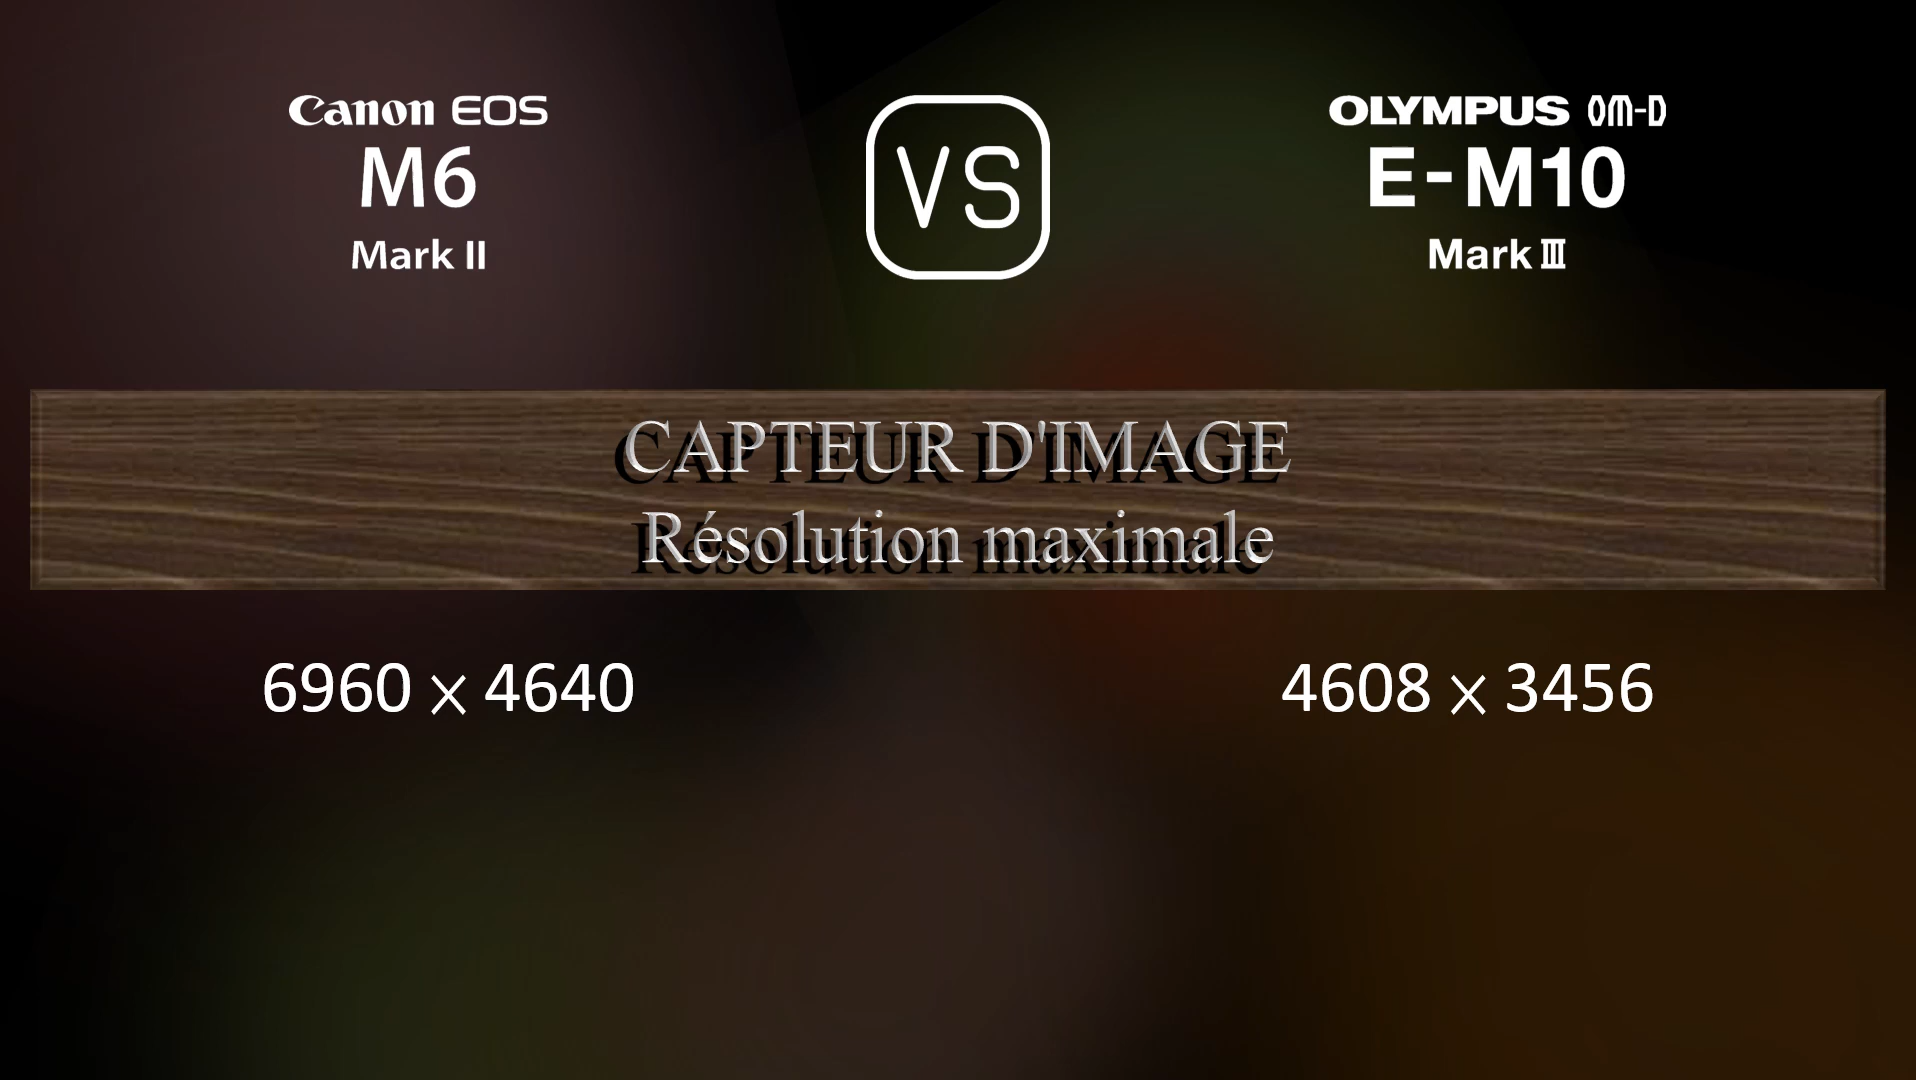 Canon EOS
M6
Mark II
VS
OLYMPUS OM-D
E-M10
Mark III
CAPTEUR D'IMAGE
Résolution maximale
6960 x 4640
4608 x 3456